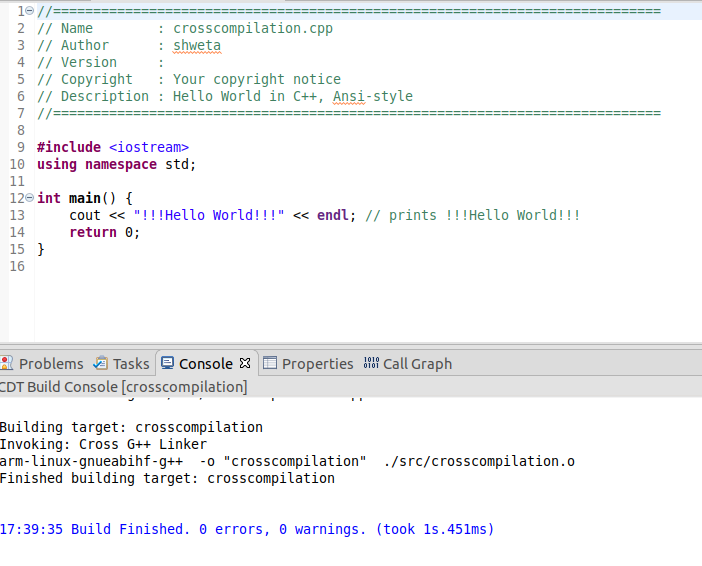 1 //============================================================================
2 // Name        : crosscompilation.cpp
3 // Author      : shweta
4 // Version     :
5 // Copyright   : Your copyright notice
6 // Description : Hello World in C++, Ansi-style
7 //============================================================================
8
9 #include <iostream>
10 using namespace std;
11
12 int main() {
13     cout << "!!!Hello World!!!" << endl; // prints !!!Hello World!!!
14     return 0;
15 }
16
Problems Tasks Console Properties Call Graph
CDT Build Console [crosscompilation]
Building target: crosscompilation
Invoking: Cross G++ Linker
arm-linux-gnueabihf-g++  -o "crosscompilation"  ./src/crosscompilation.o
Finished building target: crosscompilation
17:39:35 Build Finished. 0 errors, 0 warnings. (took 1s.451ms)